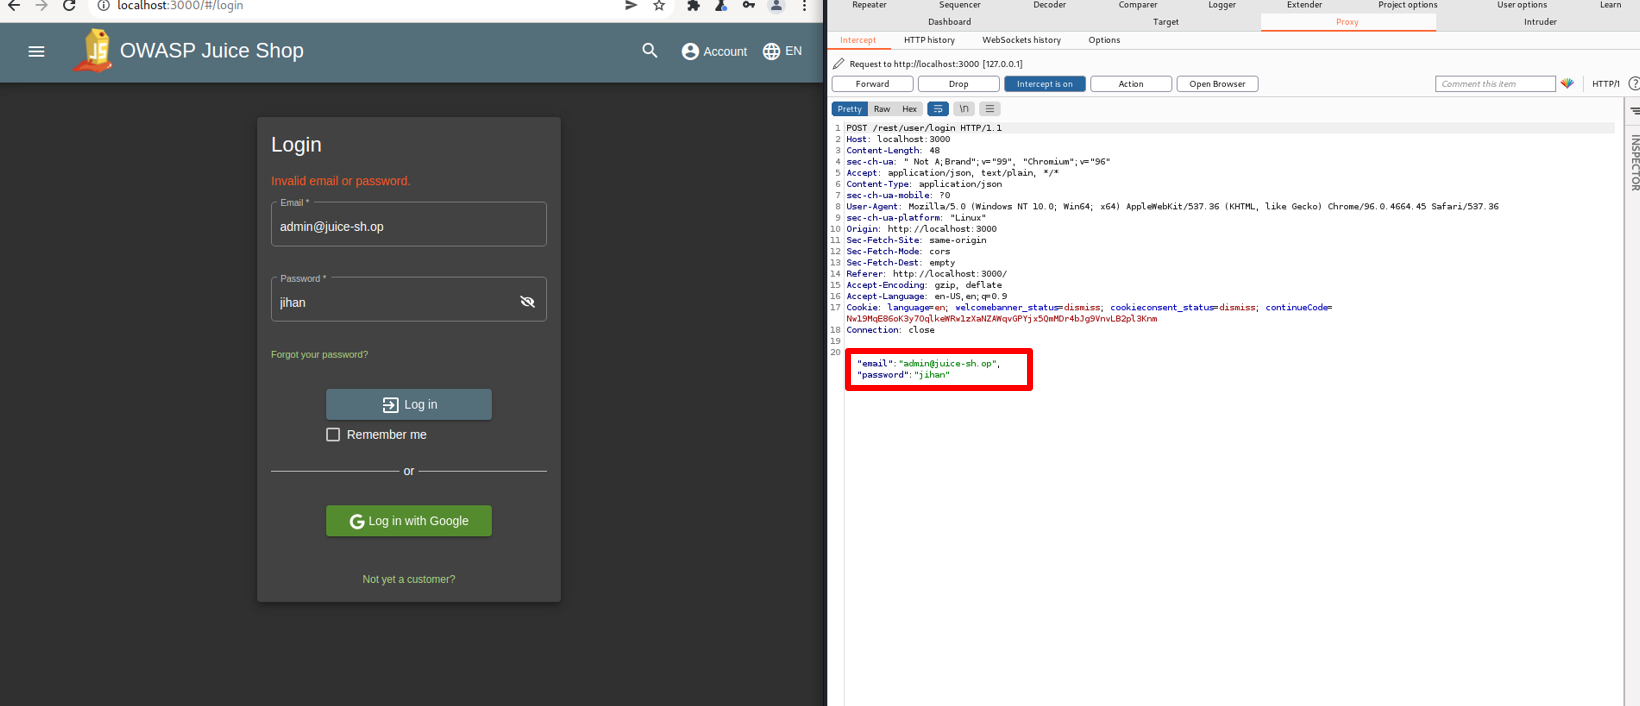 localhost:3000/#/login
OWASP Juice Shop
Account
EN
Login
Invalid email or password.
Email *
admin@juice-sh.op
Password *
jihan
Forgot your password?
Log in
Remember me
or
Log in with Google
Not yet a customer?
Repeater Sequencer Decoder Comparer Logger Extender Project options User options Learn
Dashboard Target Proxy Intruder
Intercept HTTP history WebSockets history Options
Request to http://localhost:3000 [127.0.0.1]
Forward Drop Intercept is on Action Open Browser Comment this item HTTP/1 ?
Pretty Raw Hex \n
1 POST /rest/user/login HTTP/1.1
2 Host: localhost:3000
3 Content-Length: 48
4 sec-ch-ua: " Not A;Brand";v="99", "Chromium";v="96"
5 Accept: application/json, text/plain, */*
6 Content-Type: application/json
7 sec-ch-ua-mobile: ?0
8 User-Agent: Mozilla/5.0 (Windows NT 10.0; Win64; x64) AppleWebKit/537.36 (KHTML, like Gecko) Chrome/96.0.4664.45 Safari/537.36
9 sec-ch-ua-platform: "Linux"
10 Origin: http://localhost:3000
11 Sec-Fetch-Site: same-origin
12 Sec-Fetch-Mode: cors
13 Sec-Fetch-Dest: empty
14 Referer: http://localhost:3000/
15 Accept-Encoding: gzip, deflate
16 Accept-Language: en-US,en;q=0.9
17 Cookie: language=en; welcomebanner_status=dismiss; cookieconsent_status=dismiss; continueCode=
Nw19MqE86oK3y7OqlkeWRw1zXaNZAWqvGPYjx5QmMDr4bJg9VnvLB2pl3Knm
18 Connection: close
19
20
"email":"admin@juice-sh.op",
"password":"jihan"
INSPECTOR